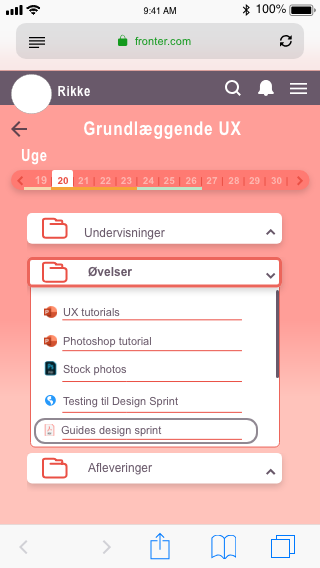 9:41 AM 100%
fronter.com
Rikke
Grundlæggende UX
Uge
19 20 21 22 23 24 25 26 27 28 29 30
Undervisninger
Øvelser
UX tutorials
Photoshop tutorial
Stock photos
Testing til Design Sprint
Guides design sprint
Afleveringer